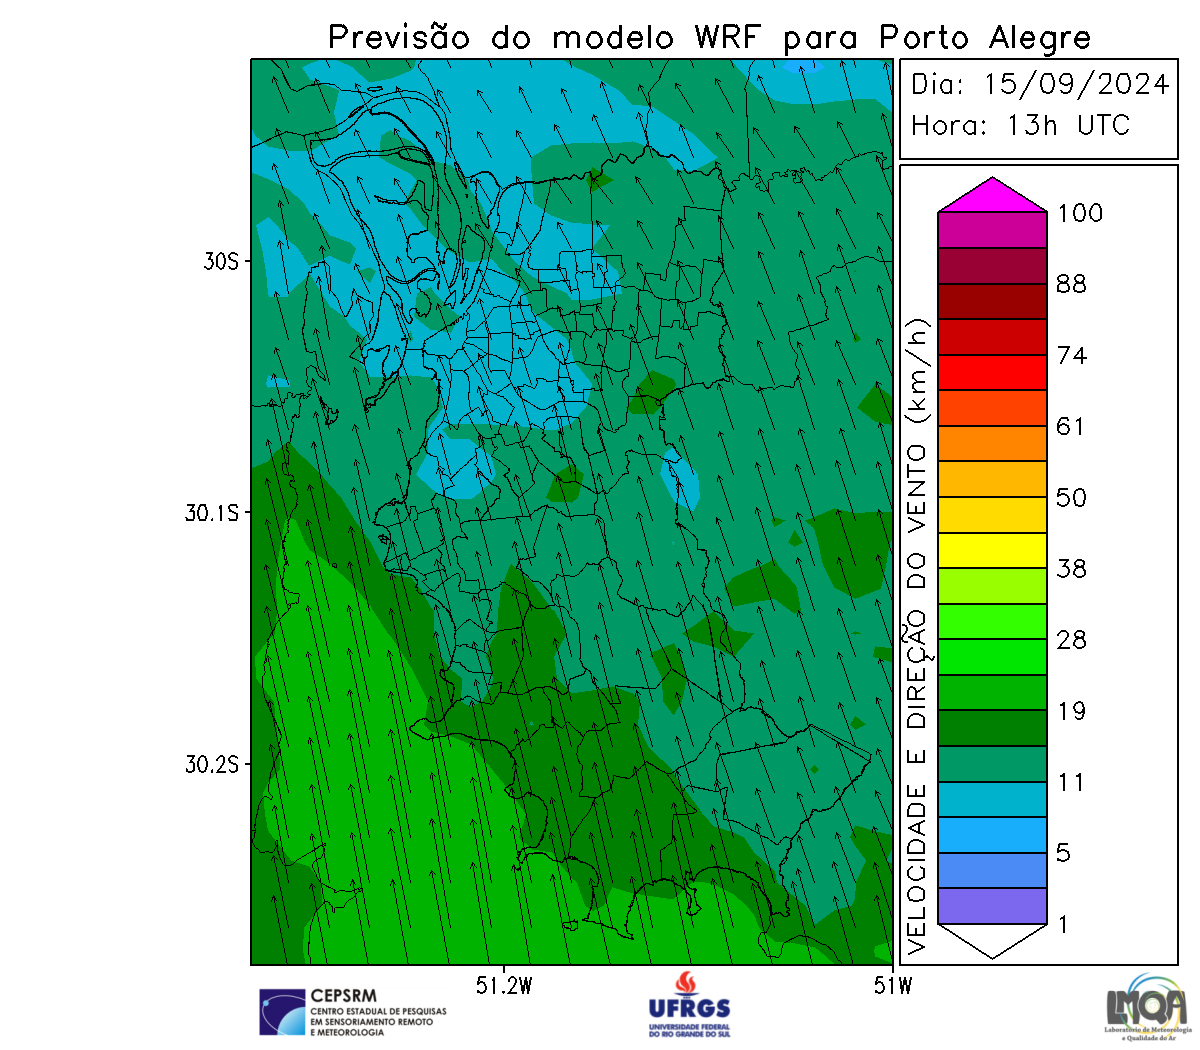 Previsão do modelo WRF para Porto Alegre
Dia: 15/09/2024
Hora: 13h UTC
100
88
74
61
50
38
28
19
11
5
1
VELOCIDADE E DIREÇÃO DO VENTO (km/h)
30S
30.1S
30.2S
51.2W
51W
CEPSRM
CENTRO ESTADUAL DE PESQUISAS
EM SENSORIAMENTO REMOTO
E METEOROLOGIA
UFRGS
UNIVERSIDADE FEDERAL
DO RIO GRANDE DO SUL
LMQA
Laboratório de Meteorologia
e Qualidade do Ar